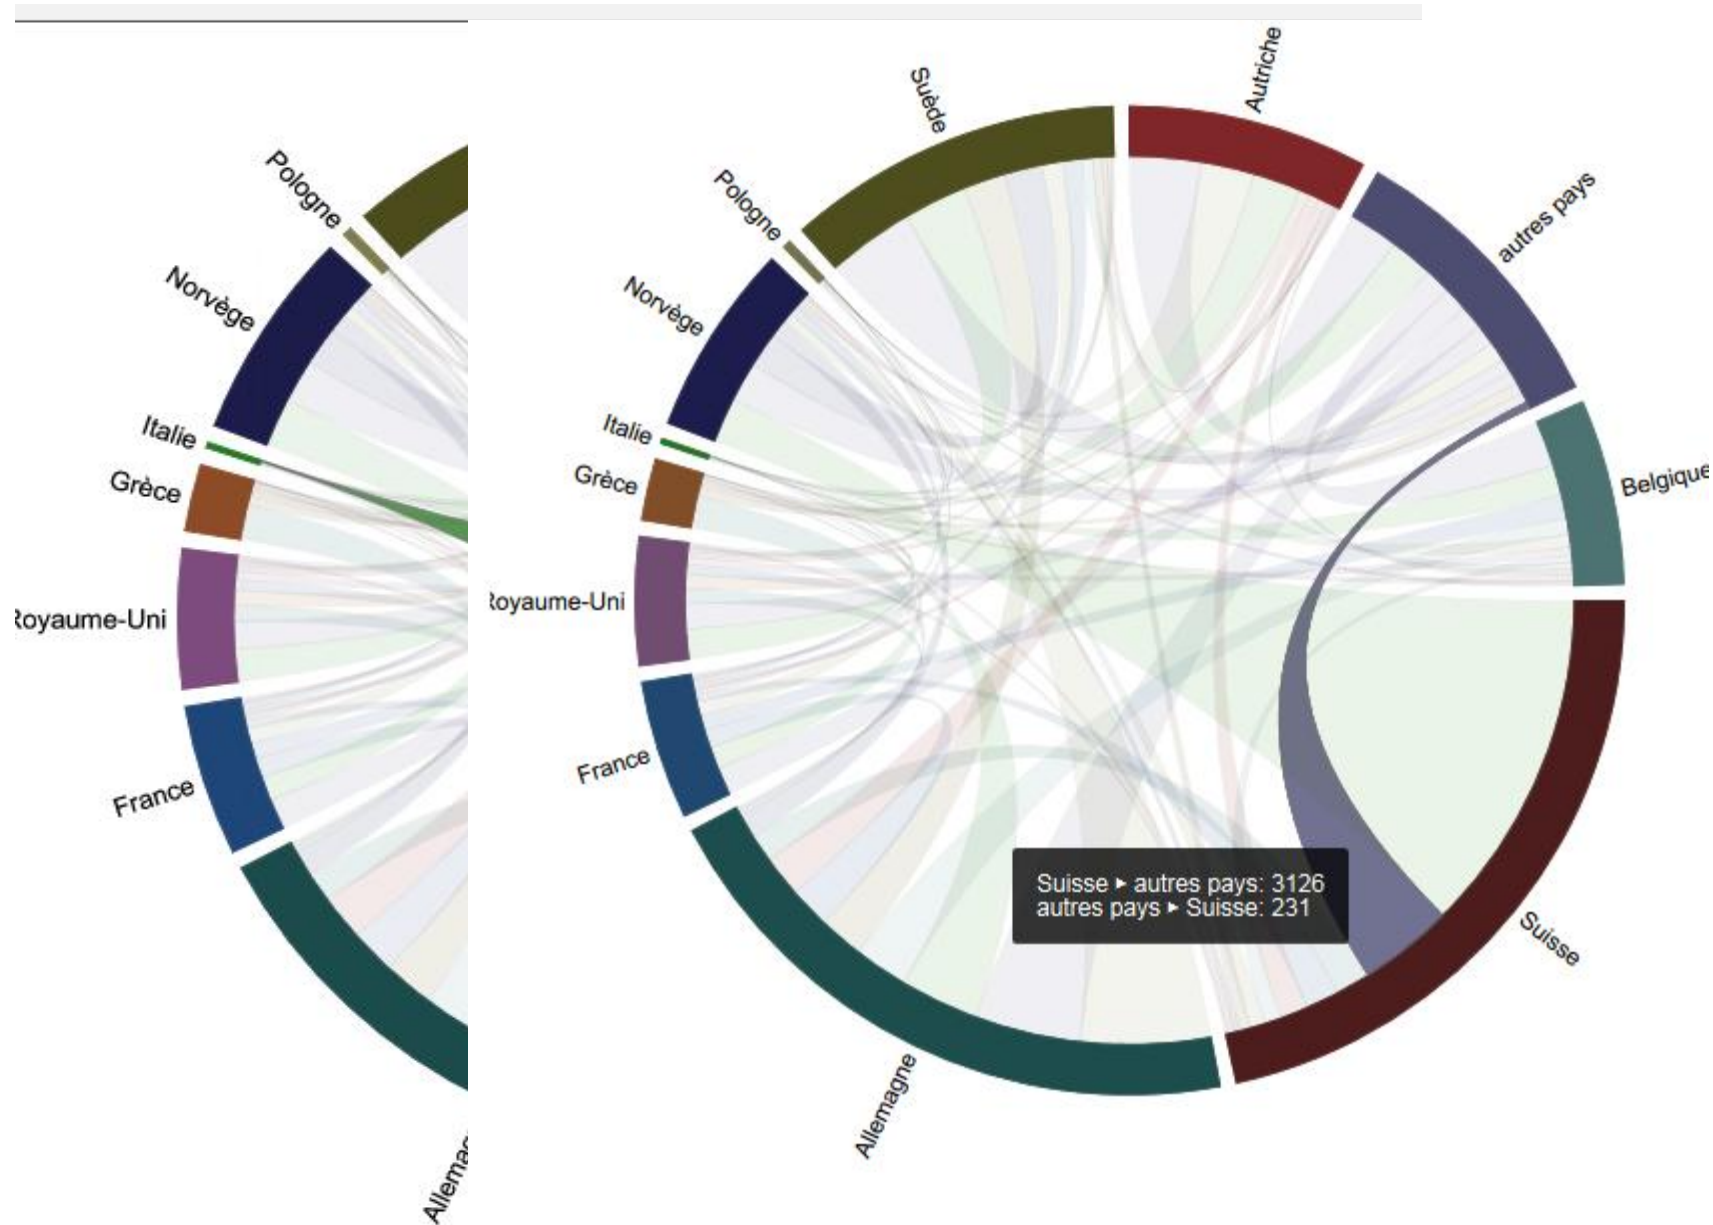 Pologne
Norvège
Italie
Grèce
Royaume-Uni
France
Allemag
Suède
Autriche
autres pays
Belgique
Suisse
Allemagne
France
Royaume-Uni
Grèce
Italie
Norvège
Pologne
Suisse ▸ autres pays: 3126
autres pays ▸ Suisse: 231